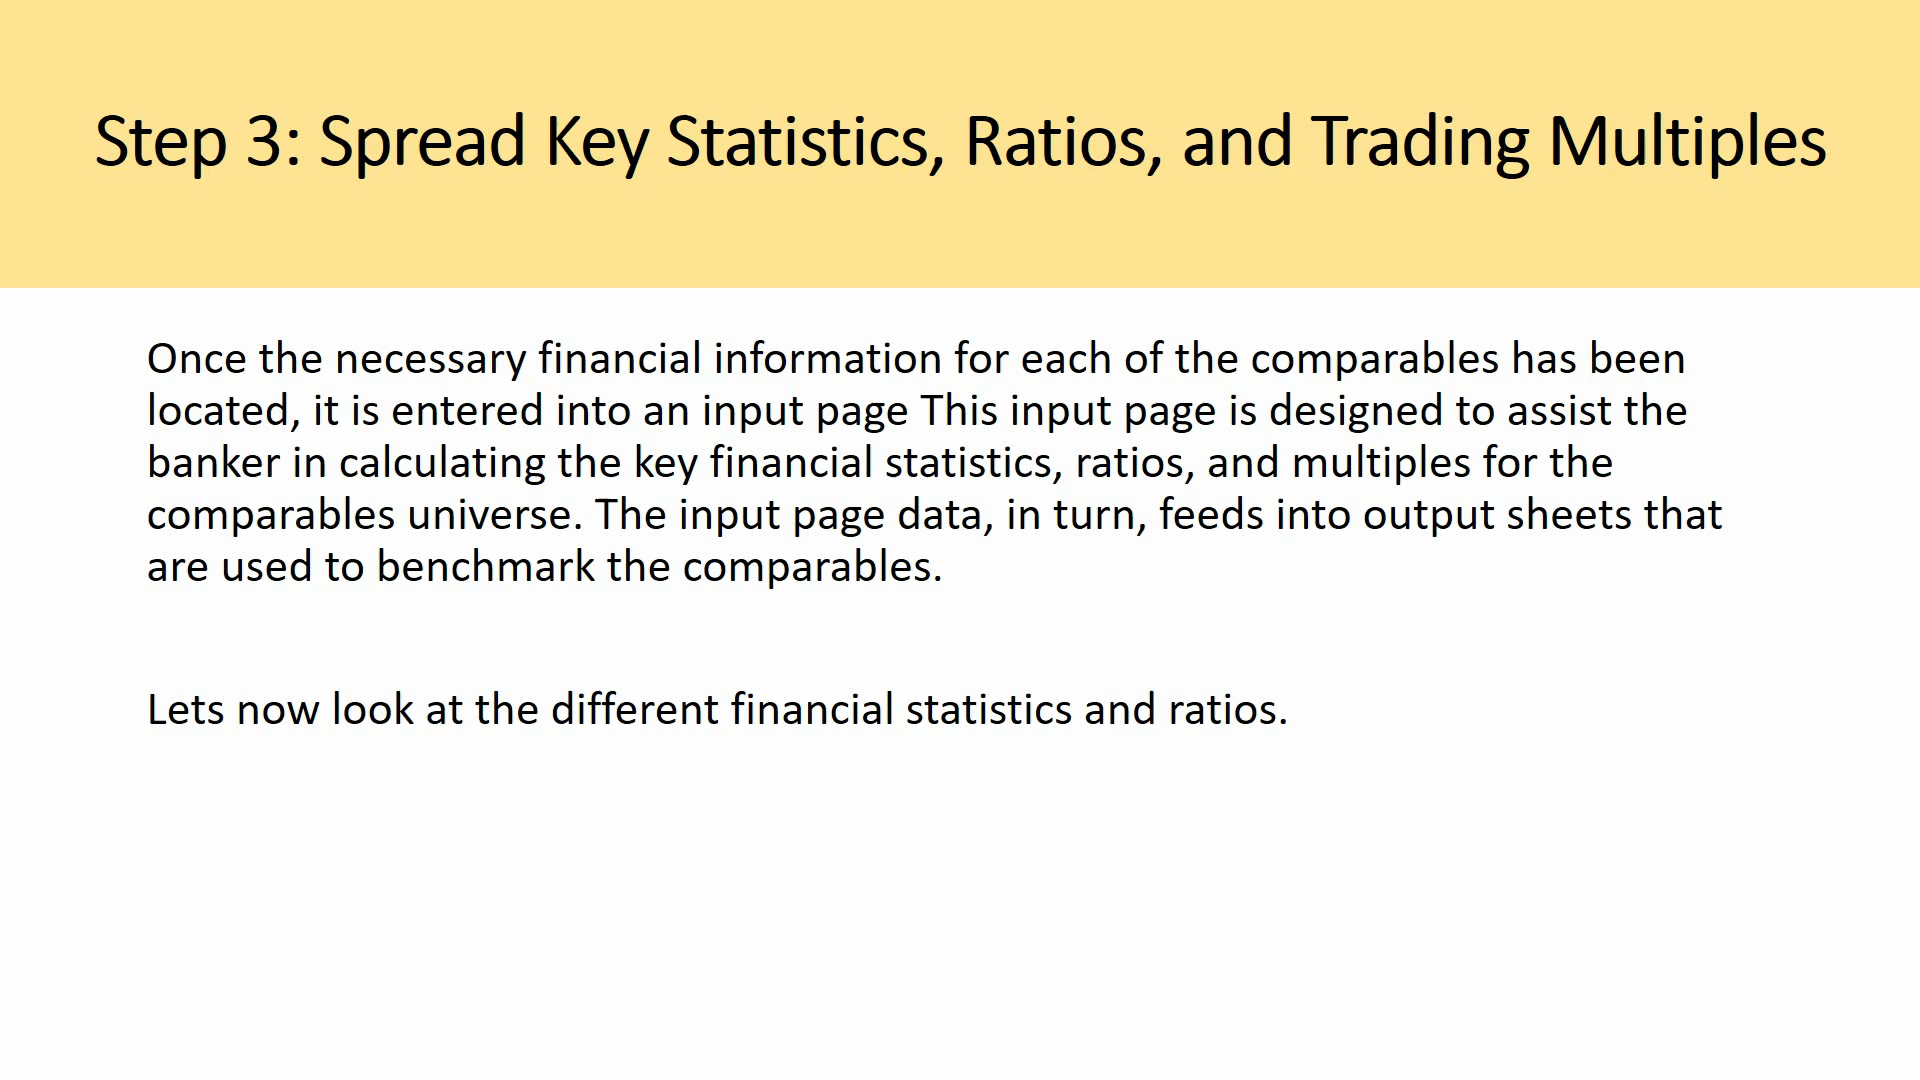 Step 3: Spread Key Statistics, Ratios, and Trading Multiples
Once the necessary financial information for each of the comparables has been
located, it is entered into an input page This input page is designed to assist the
banker in calculating the key financial statistics, ratios, and multiples for the
comparables universe. The input page data, in turn, feeds into output sheets that
are used to benchmark the comparables.
Lets now look at the different financial statistics and ratios.